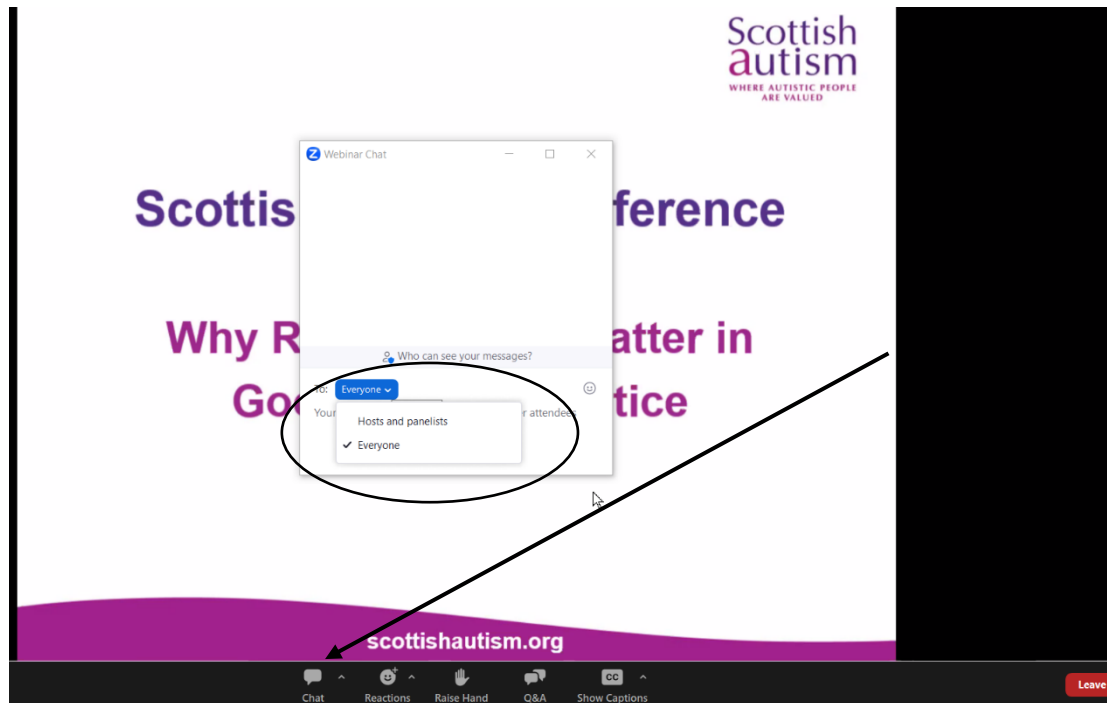 Scottish
autism
WHERE AUTISTIC PEOPLE
ARE VALUED
Webinar Chat
Scottis ference
Why R atter in
Who can see your messages?
To: Everyone
Go tice
Your r attendees
Hosts and panelists
Everyone
scottishautism.org
Chat
Reactions
Raise Hand
Q&A
CC
Show Captions
Leave